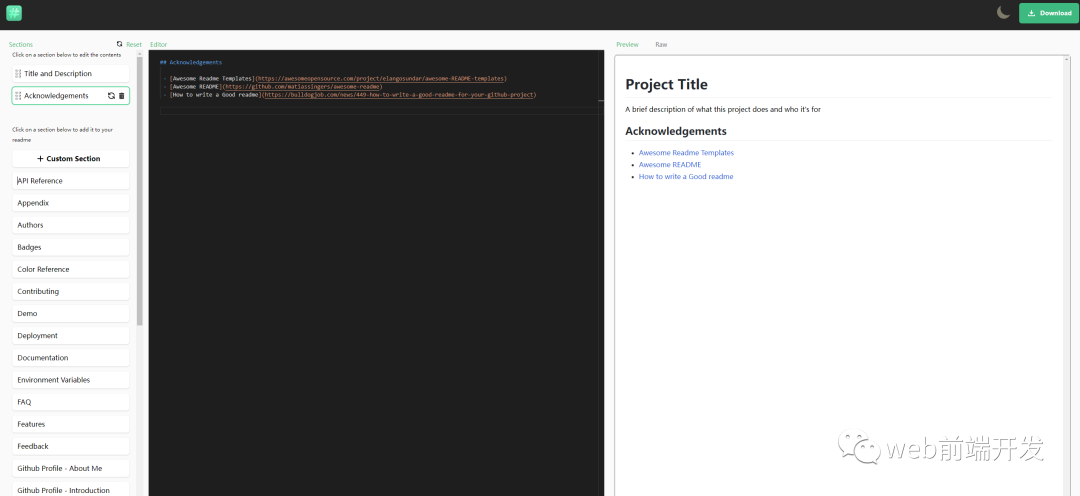 Download
Sections
Reset
Click on a section below to edit the contents
Title and Description
Acknowledgements
Click on a section below to add it to your
readme
+ Custom Section
API Reference
Appendix
Authors
Badges
Color Reference
Contributing
Demo
Deployment
Documentation
Environment Variables
FAQ
Features
Feedback
Github Profile - About Me
Github Profile - Introduction
Editor
## Acknowledgements
- [Awesome Readme Templates](https://awesomeopensource.com/project/elangosundar/awesome-README-templates)
- [Awesome README](https://github.com/matiassingers/awesome-readme)
- [How to write a Good readme](https://bulldogjob.com/news/449-how-to-write-a-good-readme-for-your-github-project)
Preview
Raw
Project Title
A brief description of what this project does and who it's for
Acknowledgements
• Awesome Readme Templates
• Awesome README
• How to write a Good readme
web前端开发